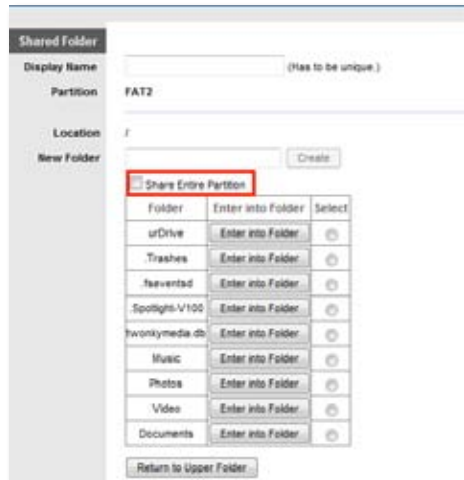 Shared Folder
Display Name (Has to be unique.)
Partition FAT2
Location /
New Folder Create
Share Entire Partition
Folder Enter into Folder Select
urDrive Enter into Folder
.Trashes Enter into Folder
.fseventsd Enter into Folder
.Spotlight-V100 Enter into Folder
twonkymedia.db Enter into Folder
Music Enter into Folder
Photos Enter into Folder
Video Enter into Folder
Documents Enter into Folder
Return to Upper Folder